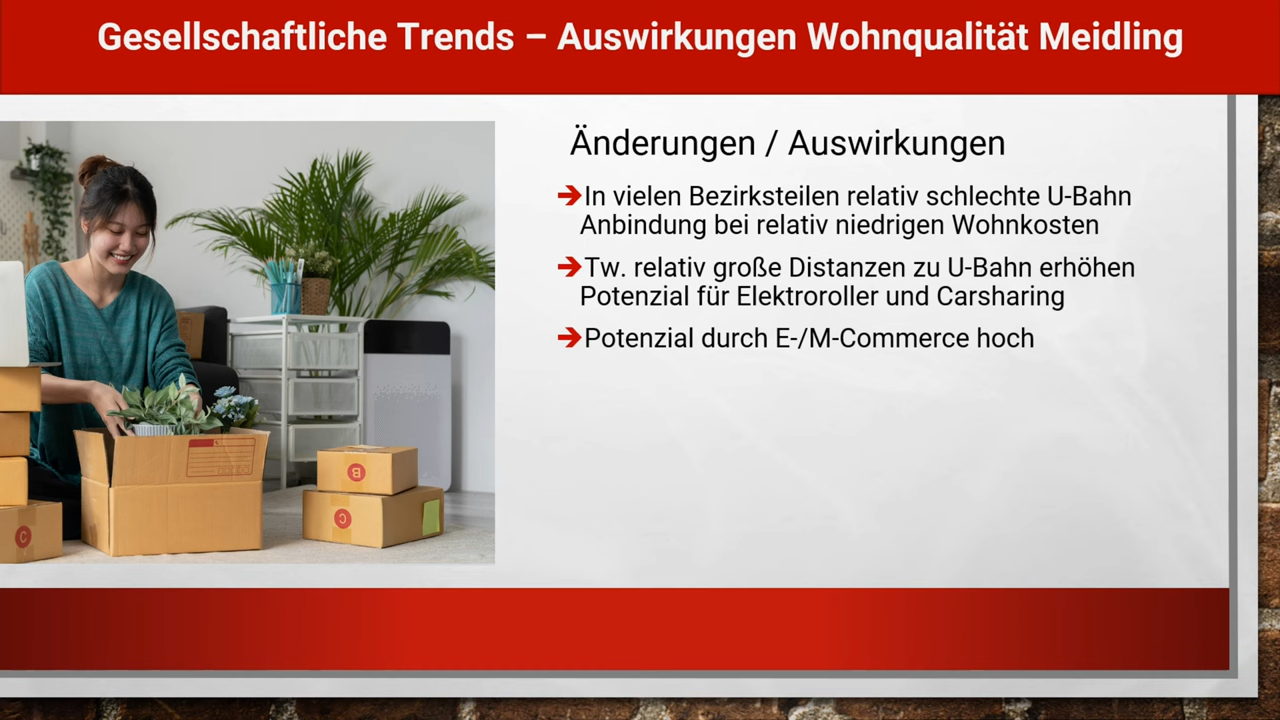 Gesellschaftliche Trends – Auswirkungen Wohnqualität Meidling
Änderungen / Auswirkungen
➔In vielen Bezirksteilen relativ schlechte U-Bahn
Anbindung bei relativ niedrigen Wohnkosten
➔Tw. relativ große Distanzen zu U-Bahn erhöhen
Potenzial für Elektroroller und Carsharing
➔Potenzial durch E-/M-Commerce hoch
B
C
C